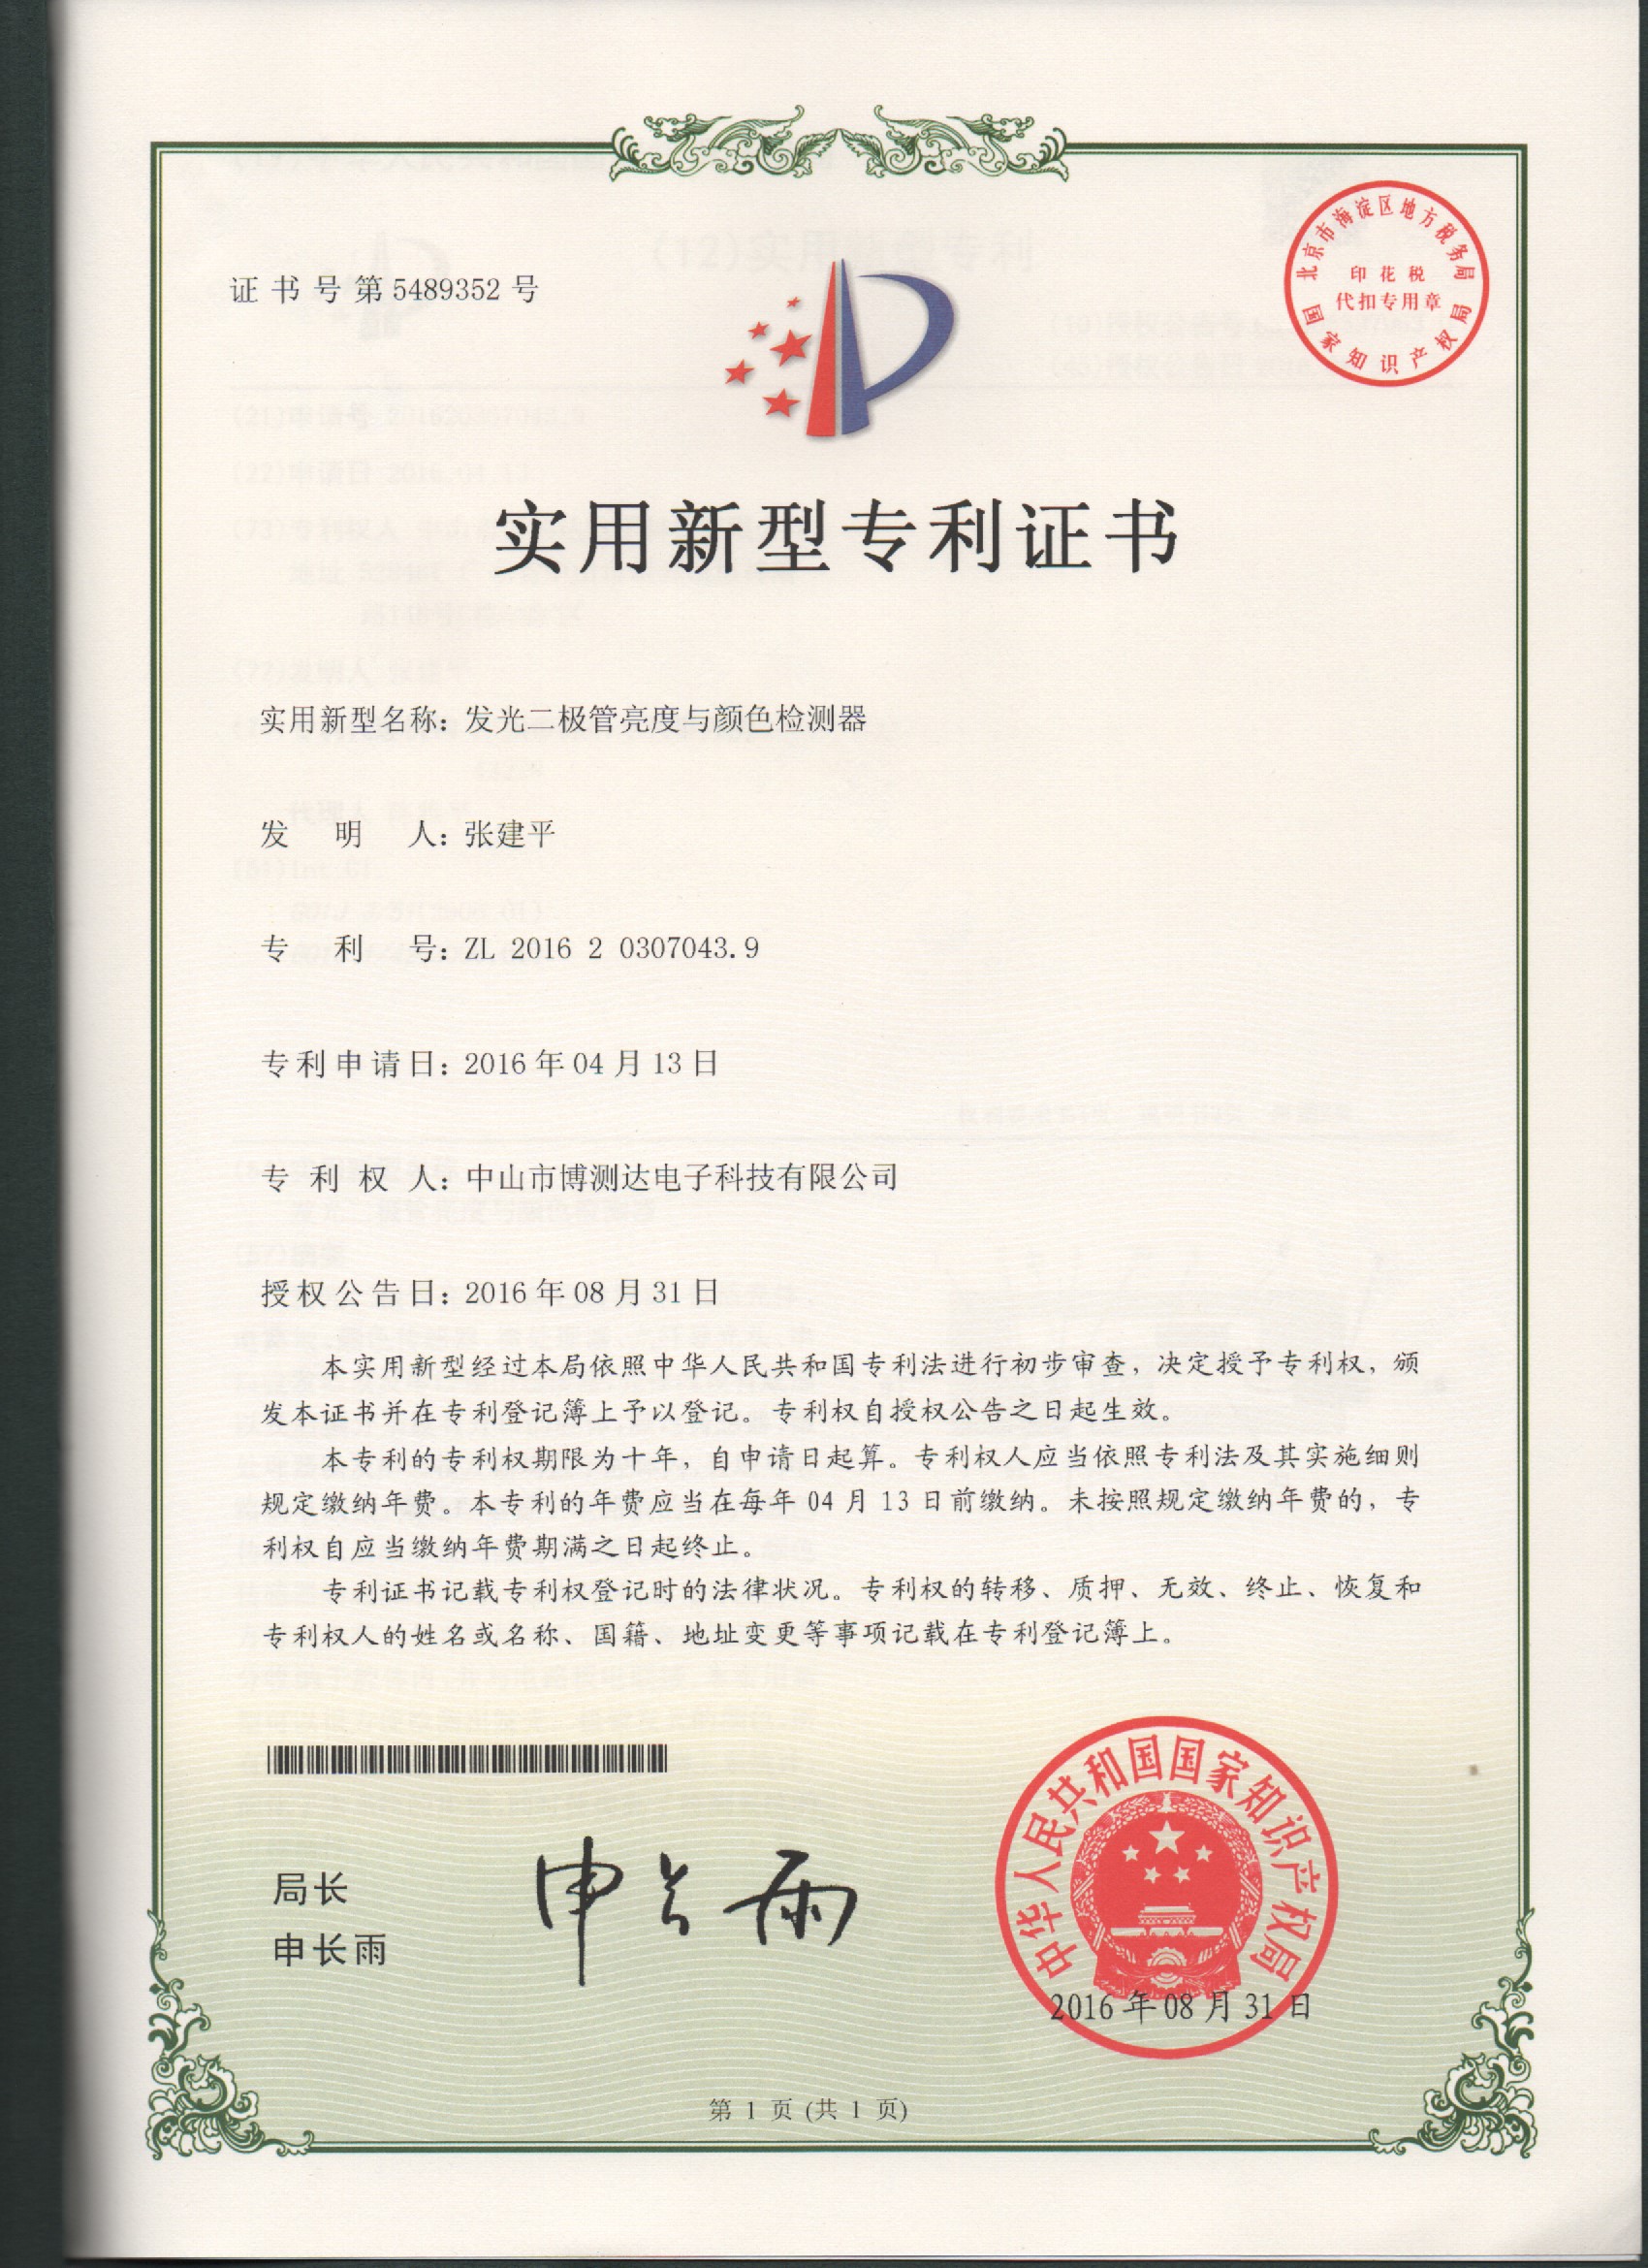 证书号第5489352号
北京市海淀区地方税务局
印花税
代扣专用章
国家知识产权局
实用新型专利证书
实用新型名称：发光二极管亮度与颜色检测器
发明人：张建平
专利号：ZL 2016 2 0307043.9
专利申请日：2016年04月13日
专利权人：中山市博测达电子科技有限公司
授权公告日：2016年08月31日
本实用新型经过本局依照中华人民共和国专利法进行初步审查，决定授予专利权，颁
发本证书并在专利登记簿上予以登记。专利权自授权公告之日起生效。
本专利的专利权期限为十年，自申请日起算。专利权人应当依照专利法及其实施细则
规定缴纳年费。本专利的年费应当在每年04月13日前缴纳。未按照规定缴纳年费的，专
利权自应当缴纳年费期满之日起终止。
专利证书记载专利权登记时的法律状况。专利权的转移、质押、无效、终止、恢复和
专利权人的姓名或名称、国籍、地址变更等事项记载在专利登记簿上。
局长
申长雨
申长雨
中华人民共和国国家知识产权局
2016年08月31日
第 1 页 (共 1 页)